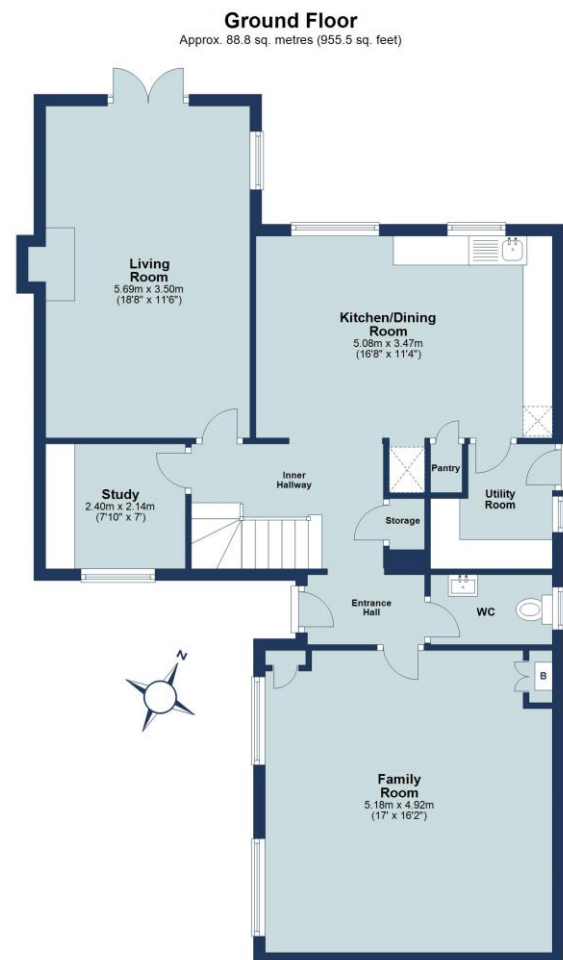 Ground Floor
Approx. 88.8 sq. metres (955.5 sq. feet)
Living
Room
5.69m x 3.50m
(18'8" x 11'6")
Kitchen/Dining
Room
5.08m x 3.47m
(16'8" x 11'4")
Inner
Hallway
Pantry
Study
2.40m x 2.14m
(7'10" x 7')
Utility
Room
Storage
Entrance
Hall
WC
N
B
Family
Room
5.18m x 4.92m
(17' x 16'2")